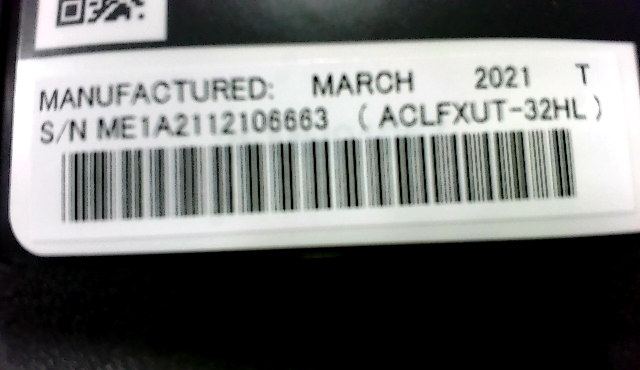 MANUFACTURED: MARCH 2021 T
S/N ME1A2112106663 (ACLFXUT-32HL)